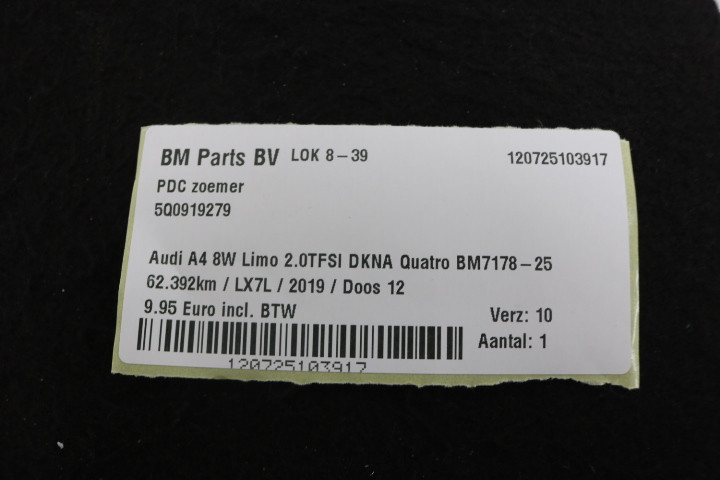 BM Parts BV LOK 8-39 120725103917
PDC zoemer
5Q0919279
Audi A4 8W Limo 2.0TFSI DKNA Quatro BM7178-25
62.392km / LX7L / 2019 / Doos 12
9.95 Euro incl. BTW Verz: 10
Aantal: 1
120725103917